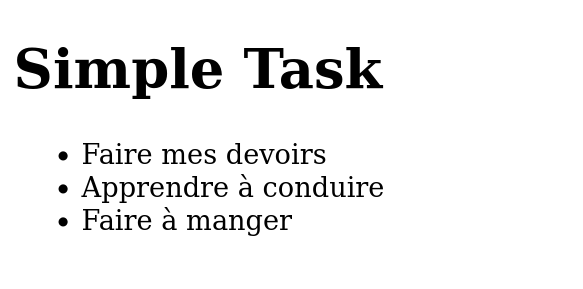 Simple Task
Faire mes devoirs
Apprendre à conduire
Faire à manger